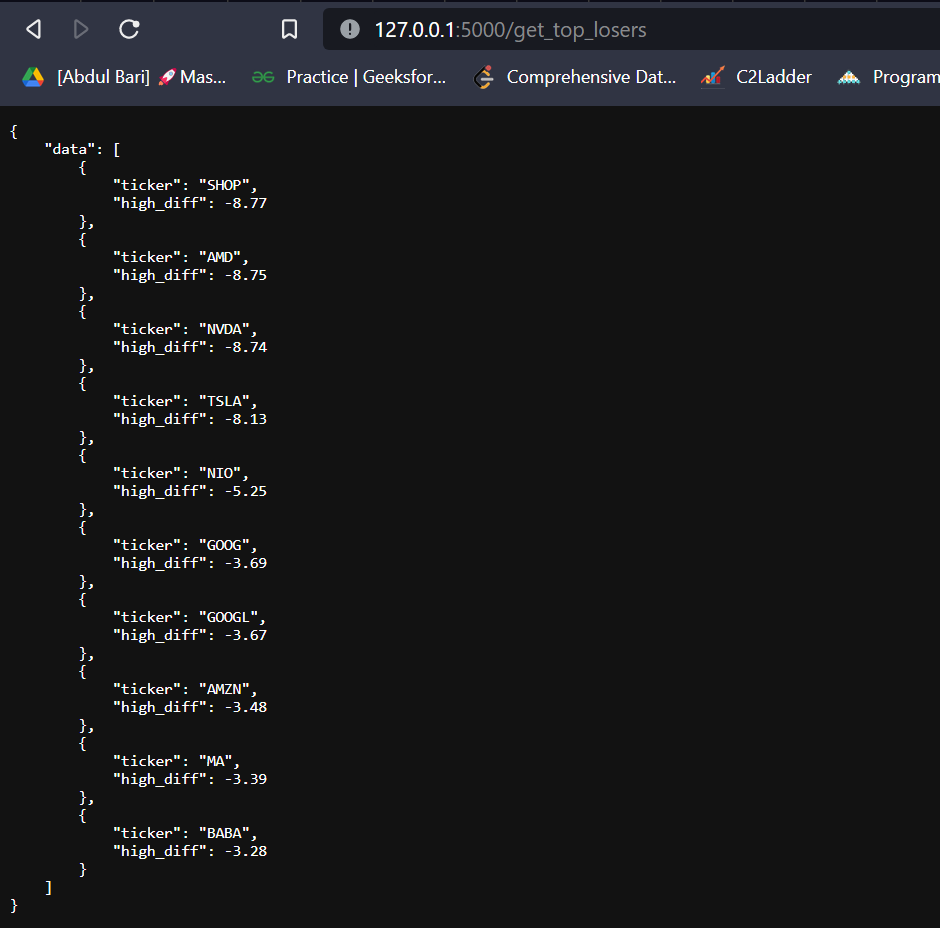 127.0.0.1:5000/get_top_losers
[Abdul Bari] 🚀 Mas... Practice | Geeksfor... Comprehensive Dat... C2Ladder Program
{
    "data": [
        {
            "ticker": "SHOP",
            "high_diff": -8.77
        },
        {
            "ticker": "AMD",
            "high_diff": -8.75
        },
        {
            "ticker": "NVDA",
            "high_diff": -8.74
        },
        {
            "ticker": "TSLA",
            "high_diff": -8.13
        },
        {
            "ticker": "NIO",
            "high_diff": -5.25
        },
        {
            "ticker": "GOOG",
            "high_diff": -3.69
        },
        {
            "ticker": "GOOGL",
            "high_diff": -3.67
        },
        {
            "ticker": "AMZN",
            "high_diff": -3.48
        },
        {
            "ticker": "MA",
            "high_diff": -3.39
        },
        {
            "ticker": "BABA",
            "high_diff": -3.28
        }
    ]
}